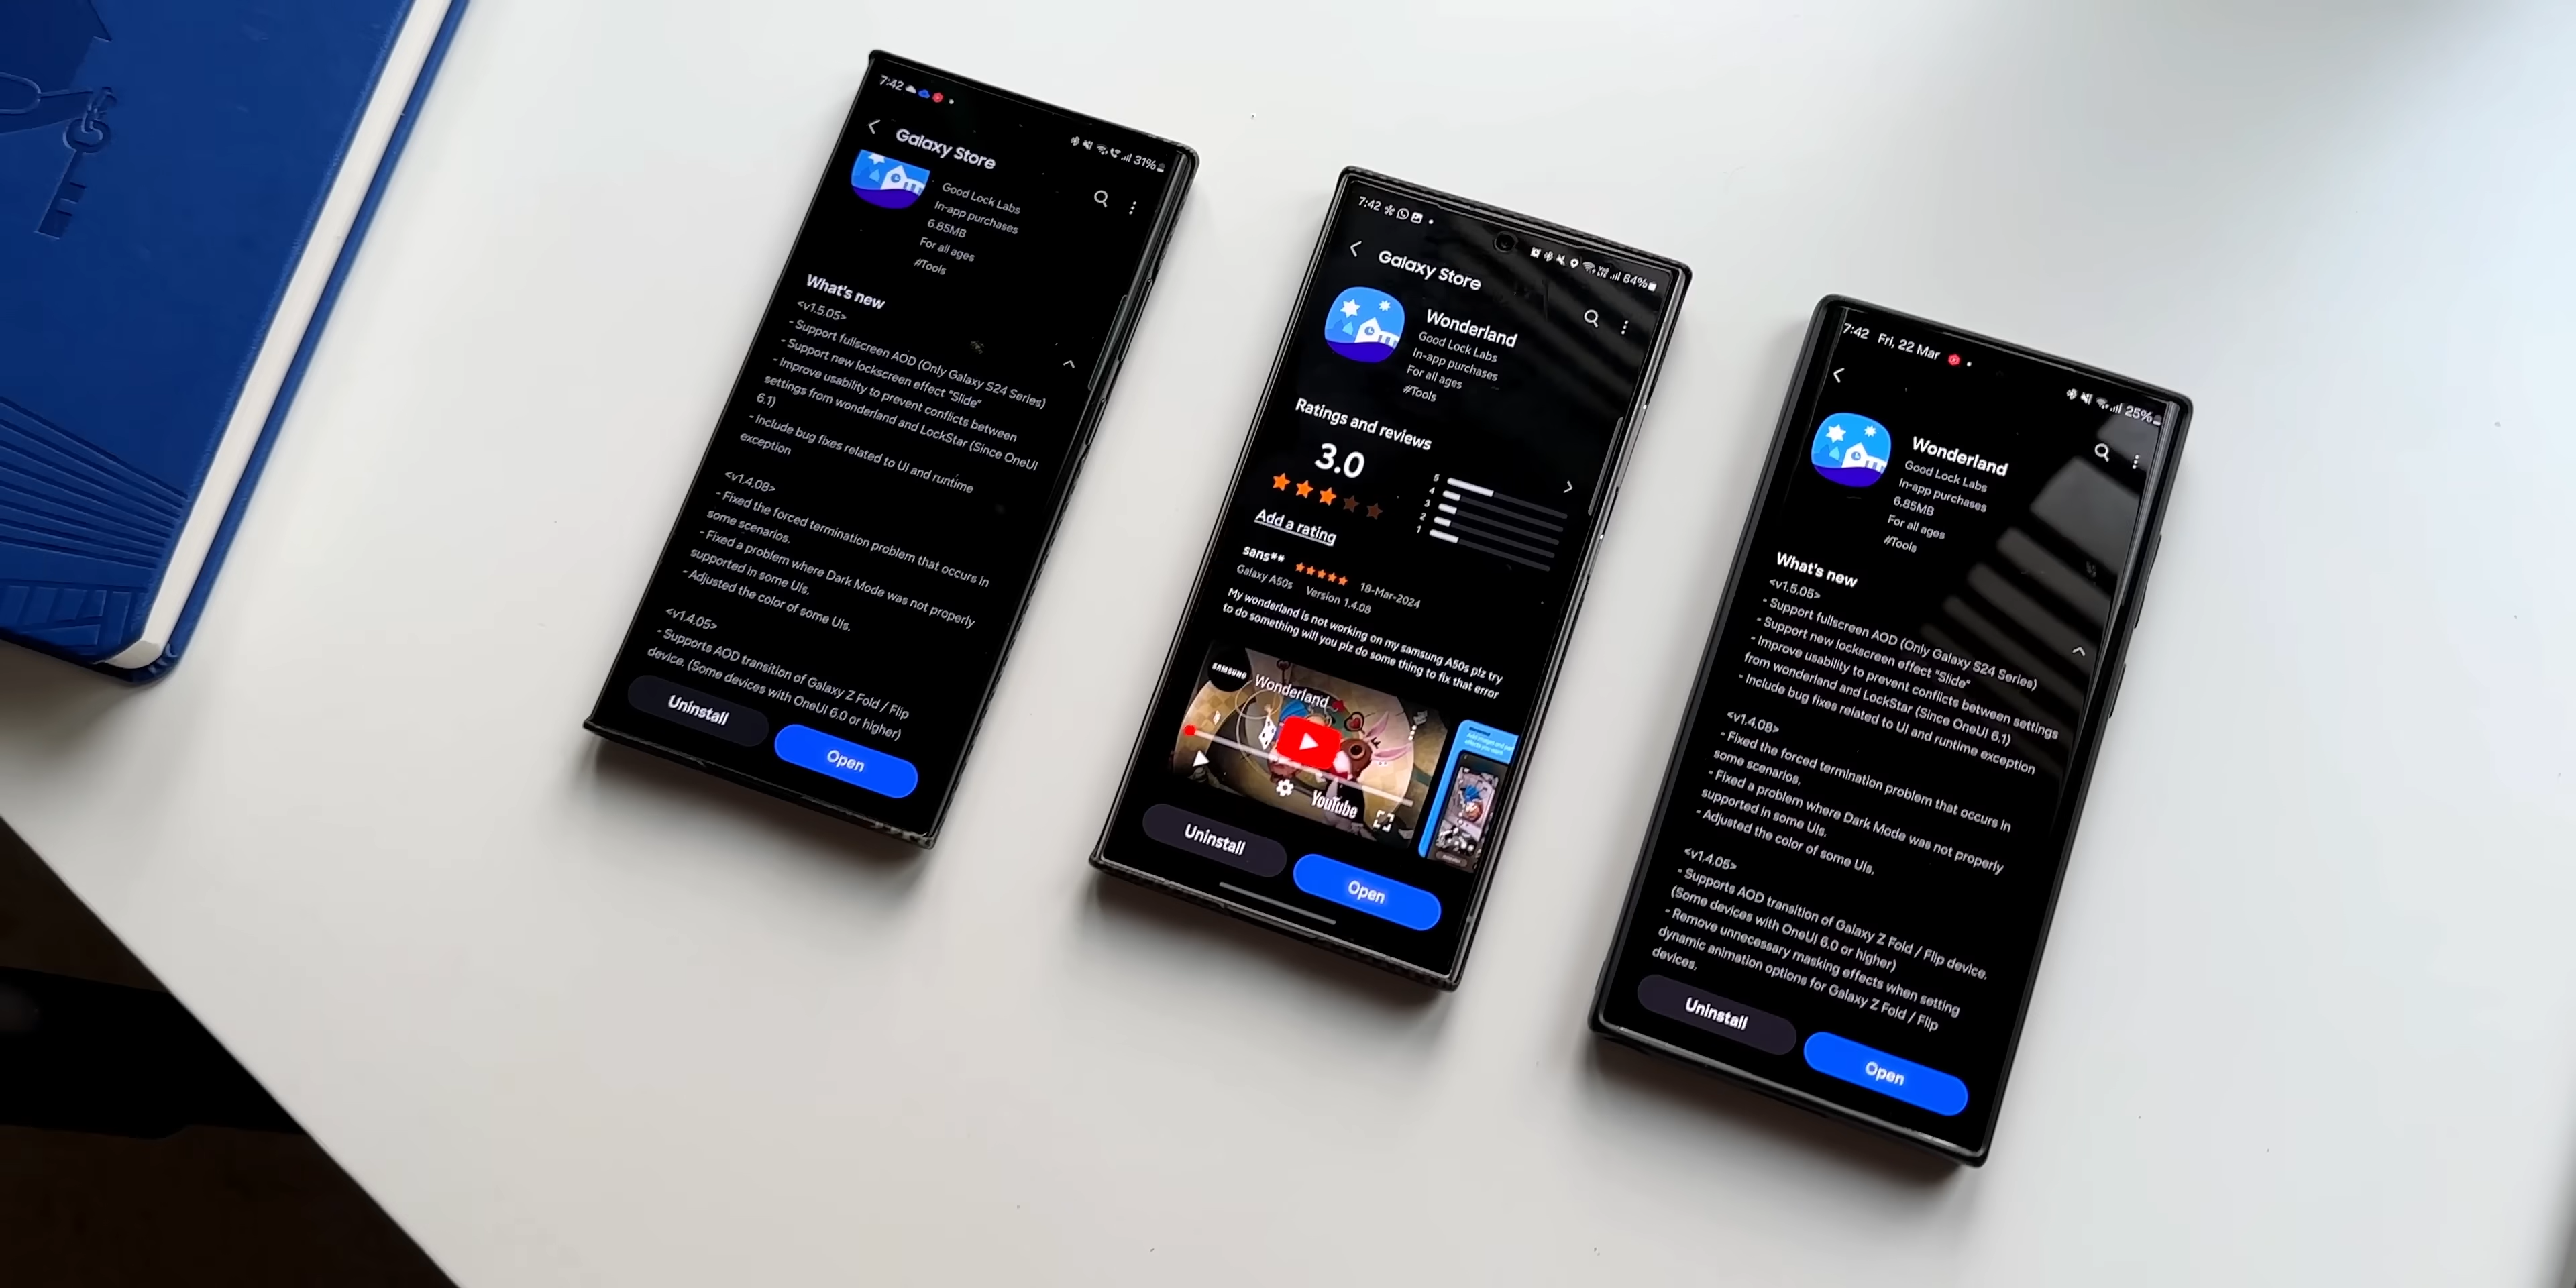 7:42
31%
Galaxy Store
Good Lock Labs
In-app purchases
6.85MB
For all ages
#Tools
What's new
<v1.5.05>
- Support fullscreen AOD (Only Galaxy S24 Series)
- Support new lockscreen effect "Slide"
- Improve usability to prevent conflicts between
settings from wonderland and LockStar (Since OneUI
6.1)
- Include bug fixes related to UI and runtime
exception
<v1.4.08>
- Fixed the forced termination problem that occurs in
some scenarios.
- Fixed a problem where Dark Mode was not properly
supported in some UIs.
- Adjusted the color of some UIs.
<v1.4.05>
- Supports AOD transition of Galaxy Z Fold / Flip
device. (Some devices with OneUI 6.0 or higher)
Uninstall
Open
7:42
84%
Galaxy Store
Wonderland
Good Lock Labs
In-app purchases
For all ages
#Tools
Ratings and reviews
3.0
5
4
3
2
1
Add a rating
sans**
18-Mar-2024
Galaxy A50s Version 1.4.08
My wonderland is not working on my samsung A50s plz try
to do something will you plz do some thing to fix that error
SAMSUNG
Wonderland
YouTube
Uninstall
Open
7:42 Fri, 22 Mar
25%
Wonderland
Good Lock Labs
In-app purchases
6.85MB
For all ages
#Tools
What's new
<v1.5.05>
- Support fullscreen AOD (Only Galaxy S24 Series)
- Support new lockscreen effect "Slide"
- Improve usability to prevent conflicts between settings
from wonderland and LockStar (Since OneUI 6.1)
- Include bug fixes related to UI and runtime exception
<v1.4.08>
- Fixed the forced termination problem that occurs in
some scenarios.
- Fixed a problem where Dark Mode was not properly
supported in some UIs.
- Adjusted the color of some UIs.
<v1.4.05>
- Supports AOD transition of Galaxy Z Fold / Flip device.
(Some devices with OneUI 6.0 or higher)
- Remove unnecessary masking effects when setting
dynamic animation options for Galaxy Z Fold / Flip
devices.
Uninstall
Open